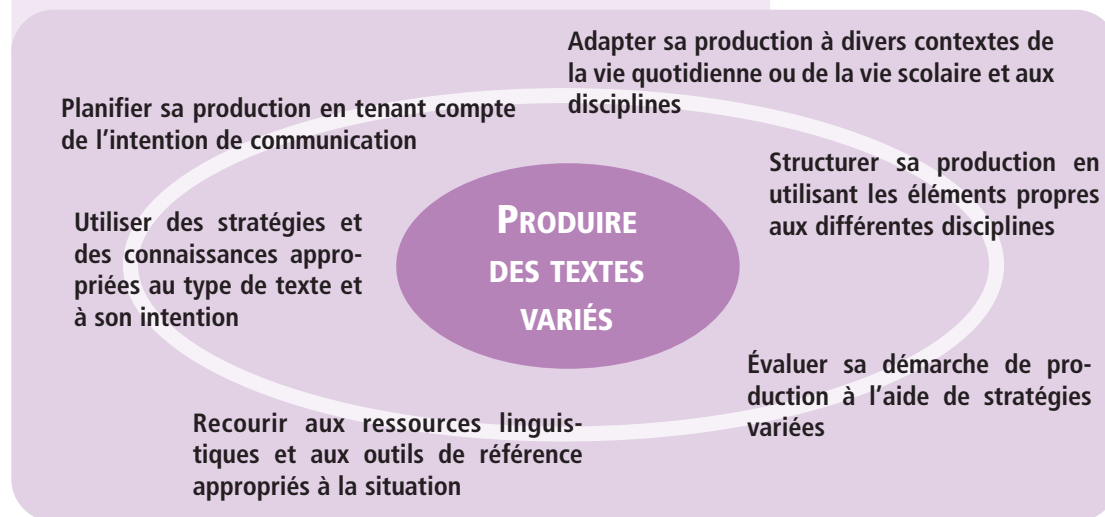 Adapter sa production à divers contextes de
la vie quotidienne ou de la vie scolaire et aux
disciplines
Planifier sa production en tenant compte
de l'intention de communication
Structurer sa production en
utilisant les éléments propres
aux différentes disciplines
Utiliser des stratégies et
des connaissances appro-
priées au type de texte et
à son intention
PRODUIRE
DES TEXTES
VARIÉS
Évaluer sa démarche de pro-
duction à l'aide de stratégies
variées
Recourir aux ressources linguis-
tiques et aux outils de référence
appropriés à la situation